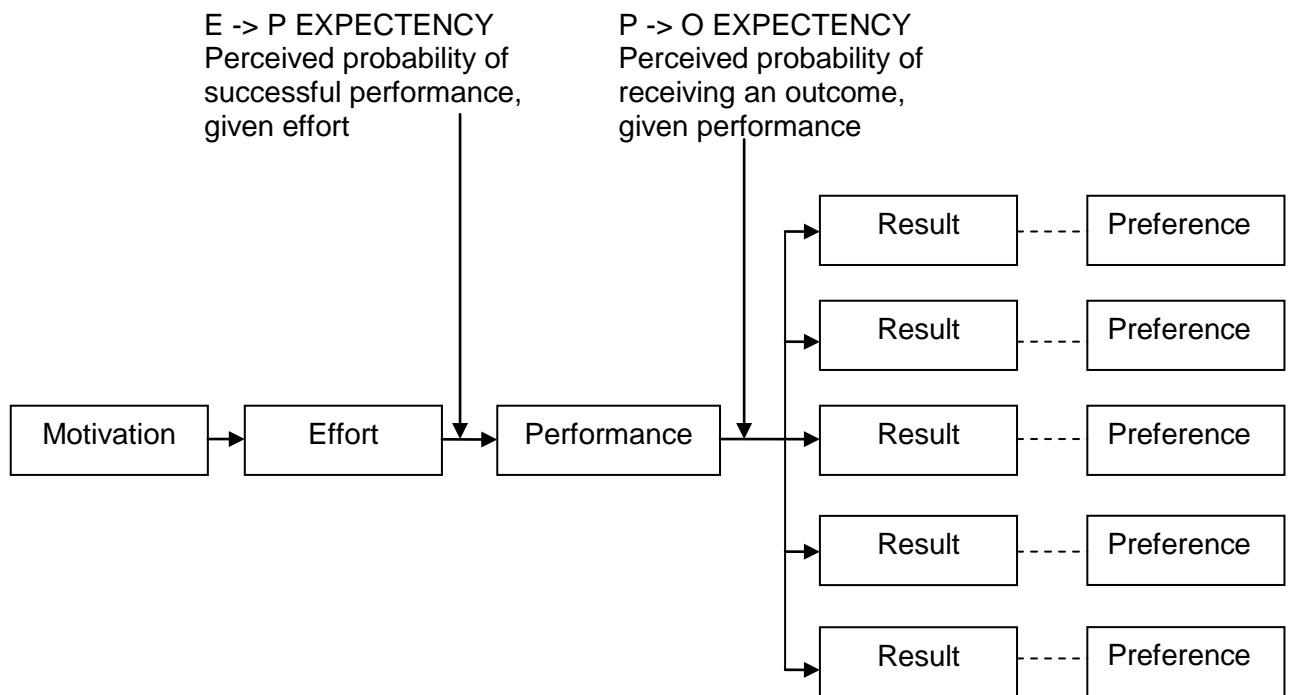 E -> P EXPECTENCY
Perceived probability of
successful performance,
given effort
P -> O EXPECTENCY
Perceived probability of
receiving an outcome,
given performance
Result
Preference
Result
Preference
Motivation
Effort
Performance
Result
Preference
Result
Preference
Result
Preference